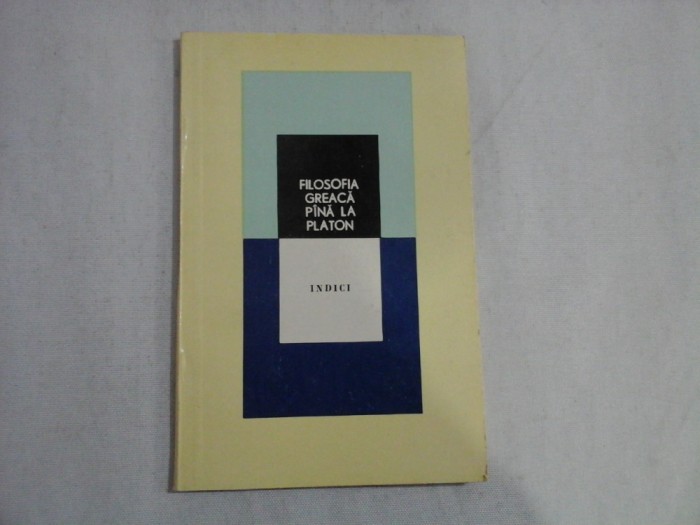 FILOSOFIA
GREACĂ
PÎNĂ LA
PLATON
INDICI